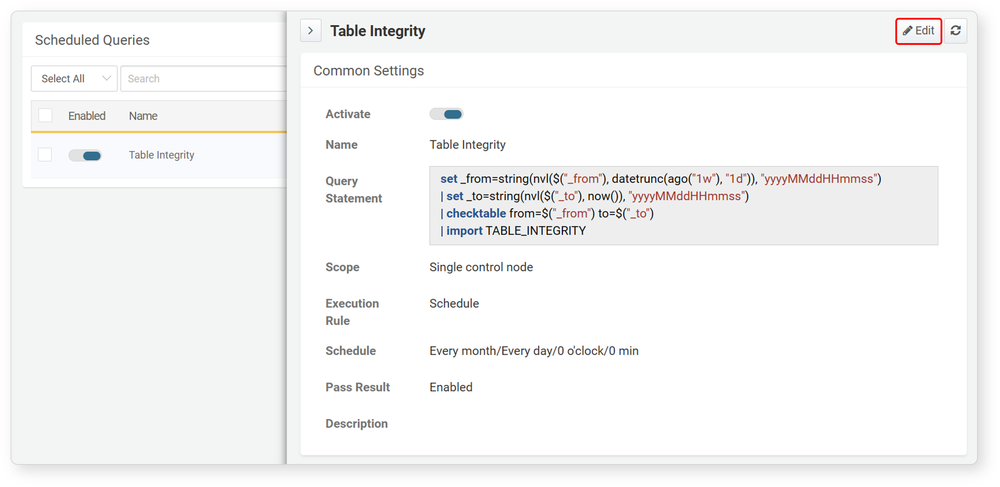 Scheduled Queries
Select All
Search
Enabled Name
Table Integrity
Table Integrity
Edit
Common Settings
Activate
Name Table Integrity
Query
Statement
set _from=string(nvl($("_from"), datetrunc(ago("1w"), "1d")), "yyyyMMddHHmmss")
| set _to=string(nvl($("_to"), now()), "yyyyMMddHHmmss")
| checktable from=$("_from") to=$("_to")
| import TABLE_INTEGRITY
Scope Single control node
Execution
Rule
Schedule
Schedule Every month/Every day/0 o'clock/0 min
Pass Result Enabled
Description